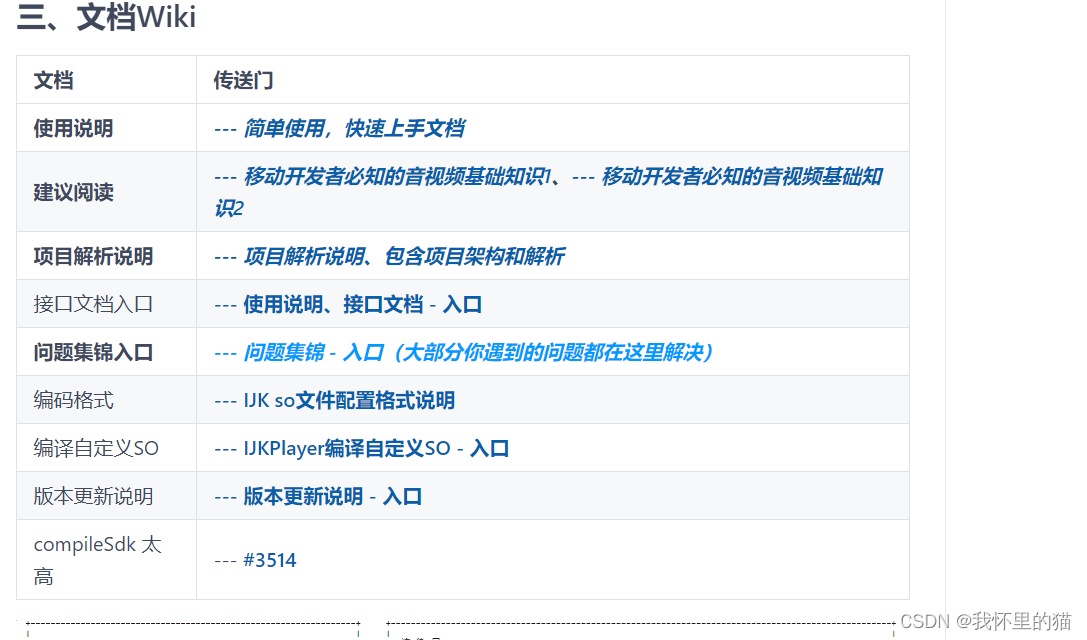 三、文档Wiki
文档 传送门
使用说明 --- 简单使用，快速上手文档
建议阅读 --- 移动开发者必知的音视频基础知识1、--- 移动开发者必知的音视频基础知
识2
项目解析说明 --- 项目解析说明、包含项目架构和解析
接口文档入口 --- 使用说明、接口文档 - 入口
问题集锦入口 --- 问题集锦 - 入口（大部分你遇到的问题都在这里解决）
编码格式 --- IJK so文件配置格式说明
编译自定义SO --- IJKPlayer编译自定义SO - 入口
版本更新说明 --- 版本更新说明 - 入口
compileSdk 太
高 --- #3514
CSDN @我怀里的猫